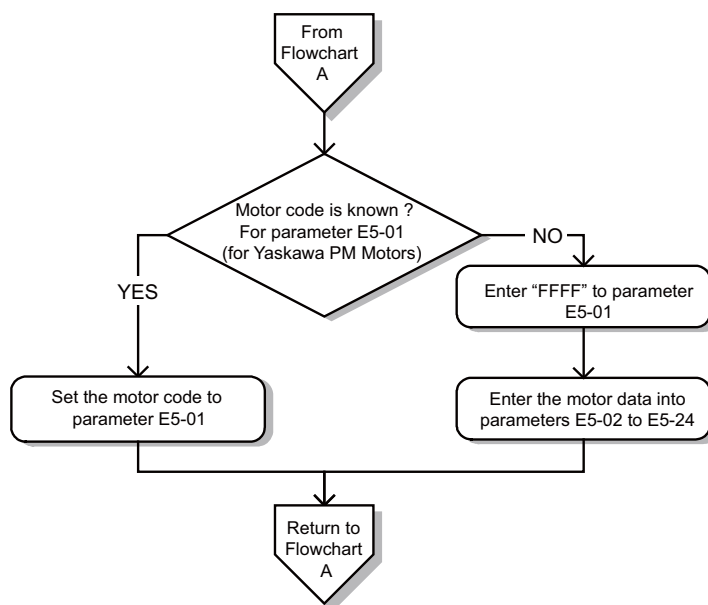 From
Flowchart
A
Motor code is known ?
For parameter E5-01
(for Yaskawa PM Motors)
YES
NO
Enter “FFFF” to parameter
E5-01
Set the motor code to
parameter E5-01
Enter the motor data into
parameters E5-02 to E5-24
Return to
Flowchart
A